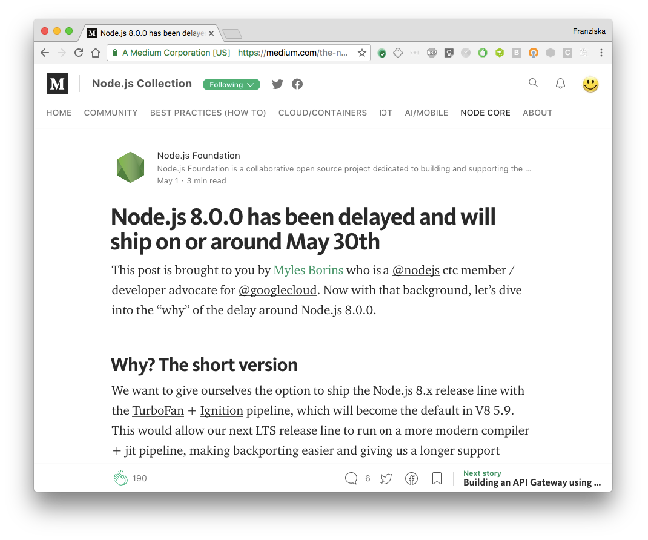 Node.js 8.0.0 has been delaye
Franziska
A Medium Corporation [US]
https://medium.com/the-n...
M
Node.js Collection
Following
HOME COMMUNITY BEST PRACTICES (HOW TO) CLOUD/CONTAINERS IOT AI/MOBILE NODE CORE ABOUT
Node.js Foundation
Node.js Foundation is a collaborative open source project dedicated to building and supporting the ...
May 1 · 3 min read
Node.js 8.0.0 has been delayed and will
ship on or around May 30th
This post is brought to you by Myles Borins who is a @nodejs ctc member /
developer advocate for @googlecloud. Now with that background, let’s dive
into the “why” of the delay around Node.js 8.0.0.
Why? The short version
We want to give ourselves the option to ship the Node.js 8.x release line with
the TurboFan + Ignition pipeline, which will become the default in V8 5.9.
This would allow our next LTS release line to run on a more modern compiler
+ jit pipeline, making backporting easier and giving us a longer support
190
6
Next story
Building an API Gateway using ...